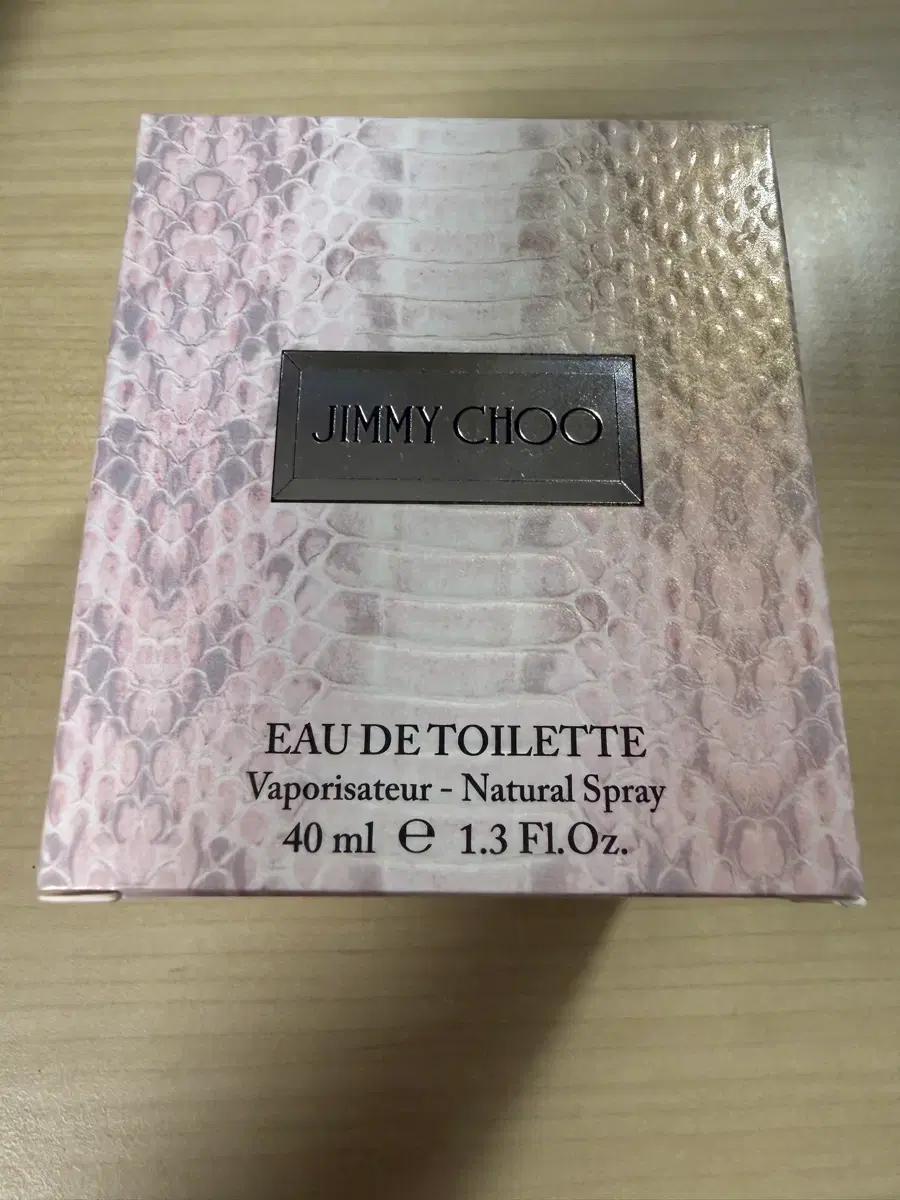 JIMMY CHOO
EAU DE TOILETTE
Vaporisateur - Natural Spray
40 ml ℮ 1.3 Fl.Oz.